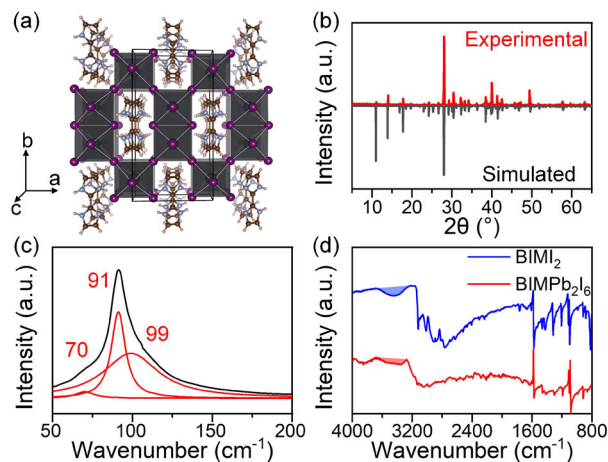 (a)
b
a
c
(b)
Intensity (a.u.)
Experimental
Simulated
10 20 30 40 50 60
2θ (°)
(c)
Intensity (a.u.)
91
70
99
50 100 150 200
Wavenumber (cm⁻¹)
(d)
Intensity (a.u.)
BIMI₂
BIMPb₂I₆
4000 3200 2400 1600 800
Wavenumber (cm⁻¹)